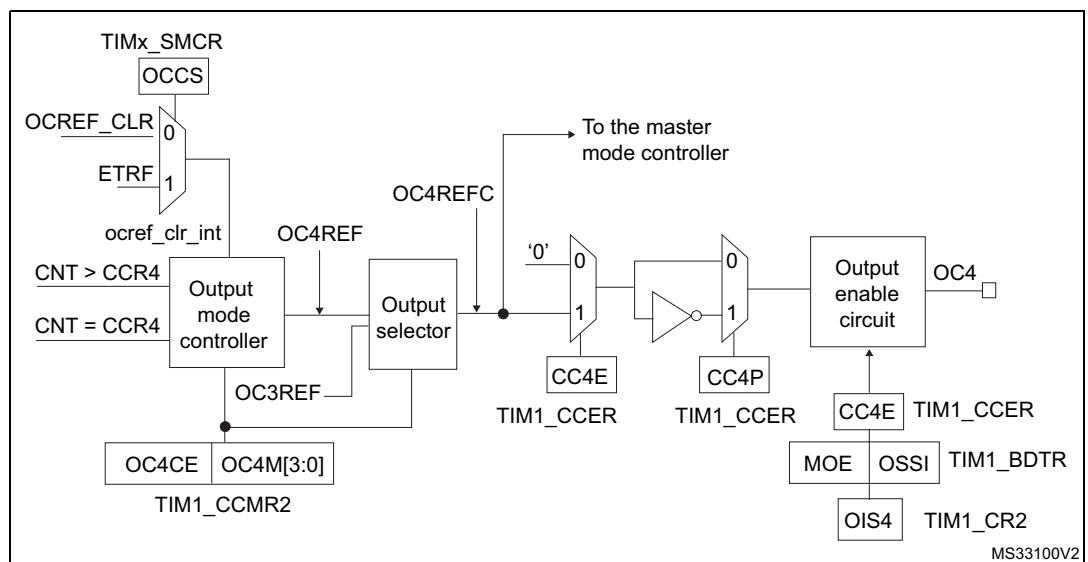 TIMx_SMCR
OCCS
OCREF_CLR
0
ETRF
1
ocref_clr_int
To the master
mode controller
OC4REFC
OC4REF
CNT > CCR4
CNT = CCR4
Output
mode
controller
Output
selector
OC3REF
'0'
0
1
0
1
Output
enable
circuit
OC4
CC4E
TIM1_CCER
CC4P
TIM1_CCER
CC4E
TIM1_CCER
MOE
OSSI
TIM1_BDTR
OIS4
TIM1_CR2
OC4CE
OC4M[3:0]
TIM1_CCMR2
MS33100V2